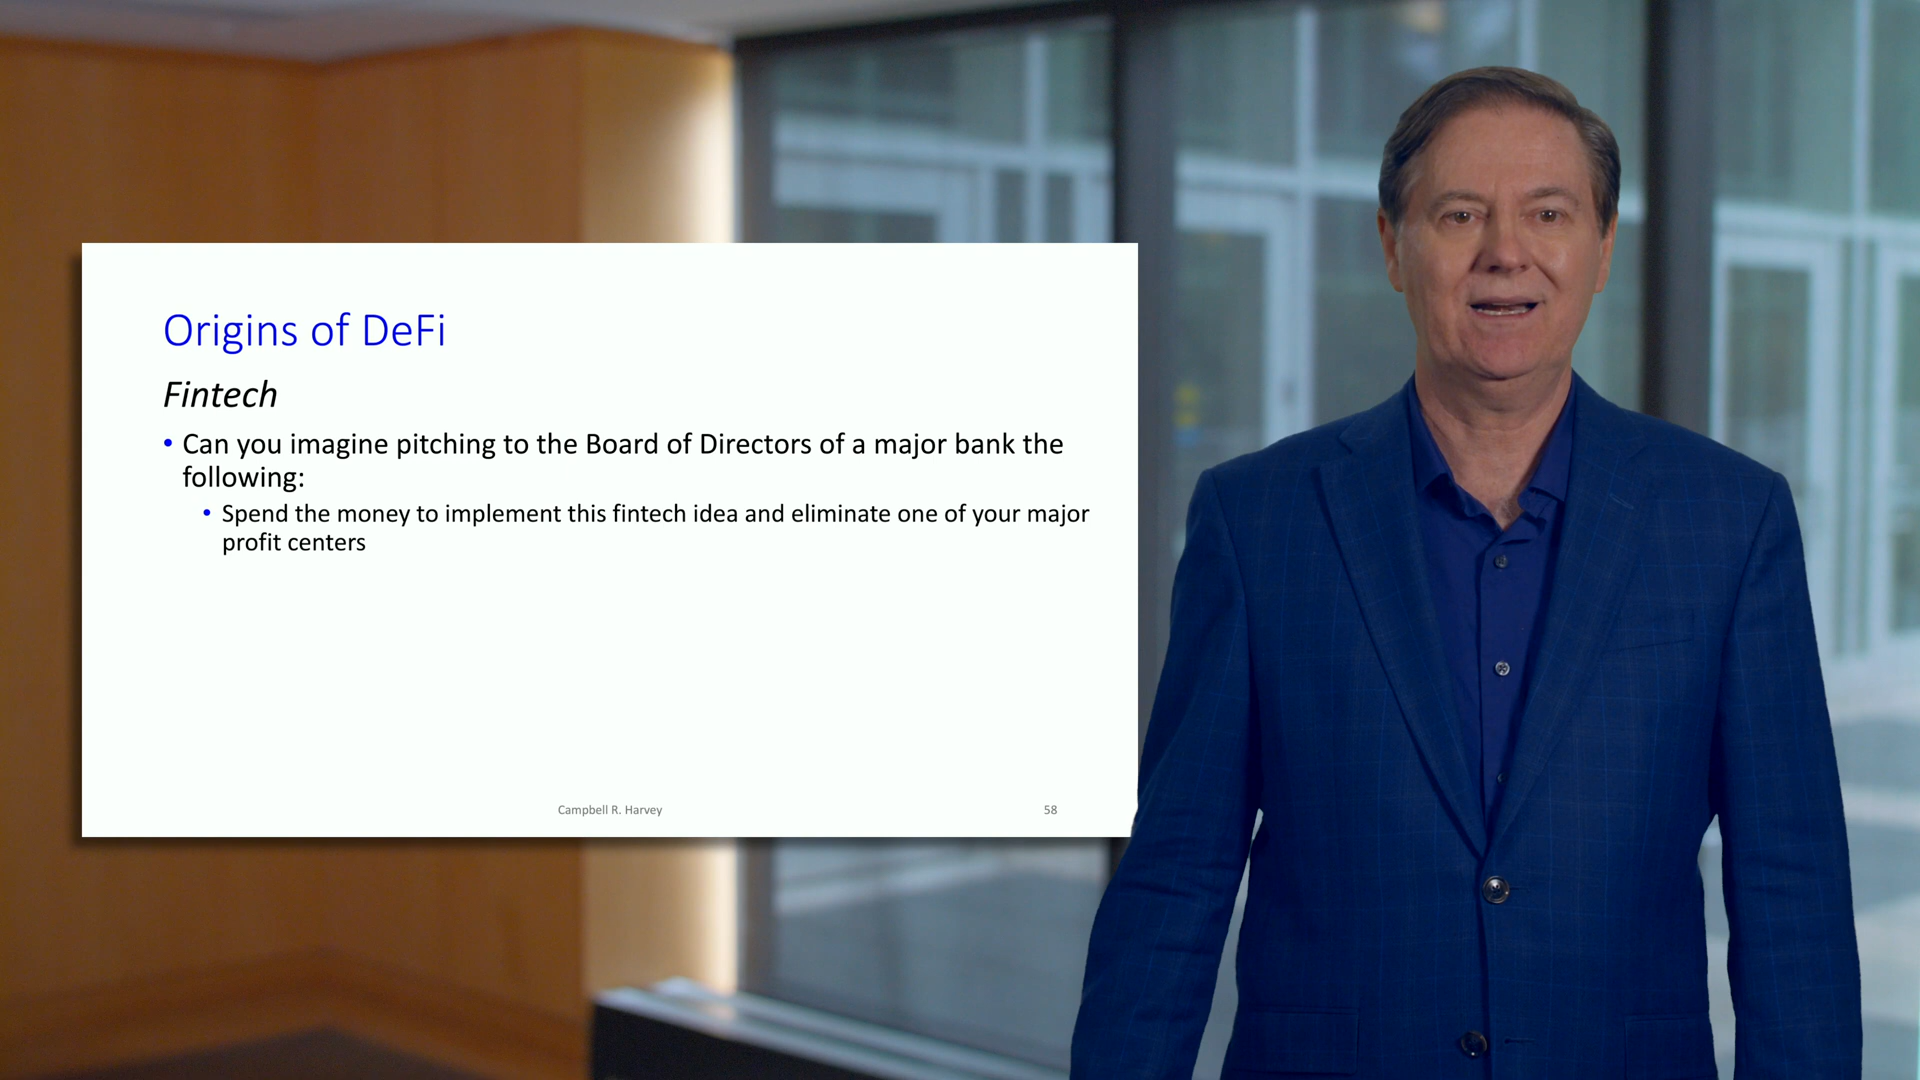 Origins of DeFi
Fintech
• Can you imagine pitching to the Board of Directors of a major bank the
following:
• Spend the money to implement this fintech idea and eliminate one of your major
profit centers
Campbell R. Harvey
58